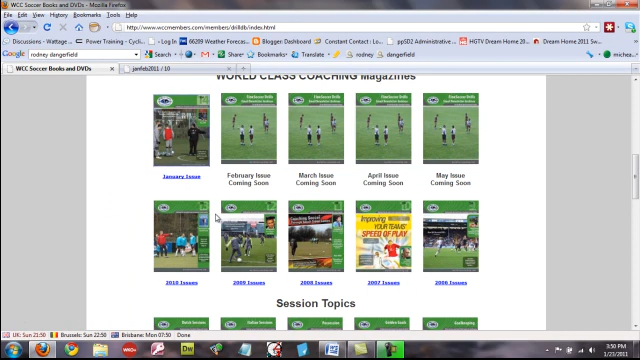 WCC Soccer Books and DVDs - Mozilla Firefox
File Edit View History Bookmarks Tools Help
http://www.wccmembers.com/members/drilldb/index.html
Discussions - Wattage
Power Training - Cyclic...
Log In
66209 Weather Forecas...
Blogger: Dashboard
Craigslist
ppSD2 Administrative ...
HGTV Dream Home 20...
Dream Home 2011 Sw...
Google
rodney dangerfield
Search
Share
Bookmarks
Translate
rodney
dangerfield
WCC Soccer Books and DVDs
janfeb2011 / 10
WORLD CLASS COACHING Magazines
January Issue
February Issue
Coming Soon
March Issue
Coming Soon
April Issue
Coming Soon
May Issue
Coming Soon
Improving
YOUR TEAMS'
SPEED OF PLAY
2010 Issues
2009 Issues
2008 Issues
2007 Issues
2006 Issues
Session Topics
UK: Sun 21:50
Brussels: Sun 22:50
Brisbane: Mon 07:50
Done
3:50 PM
1/23/2011